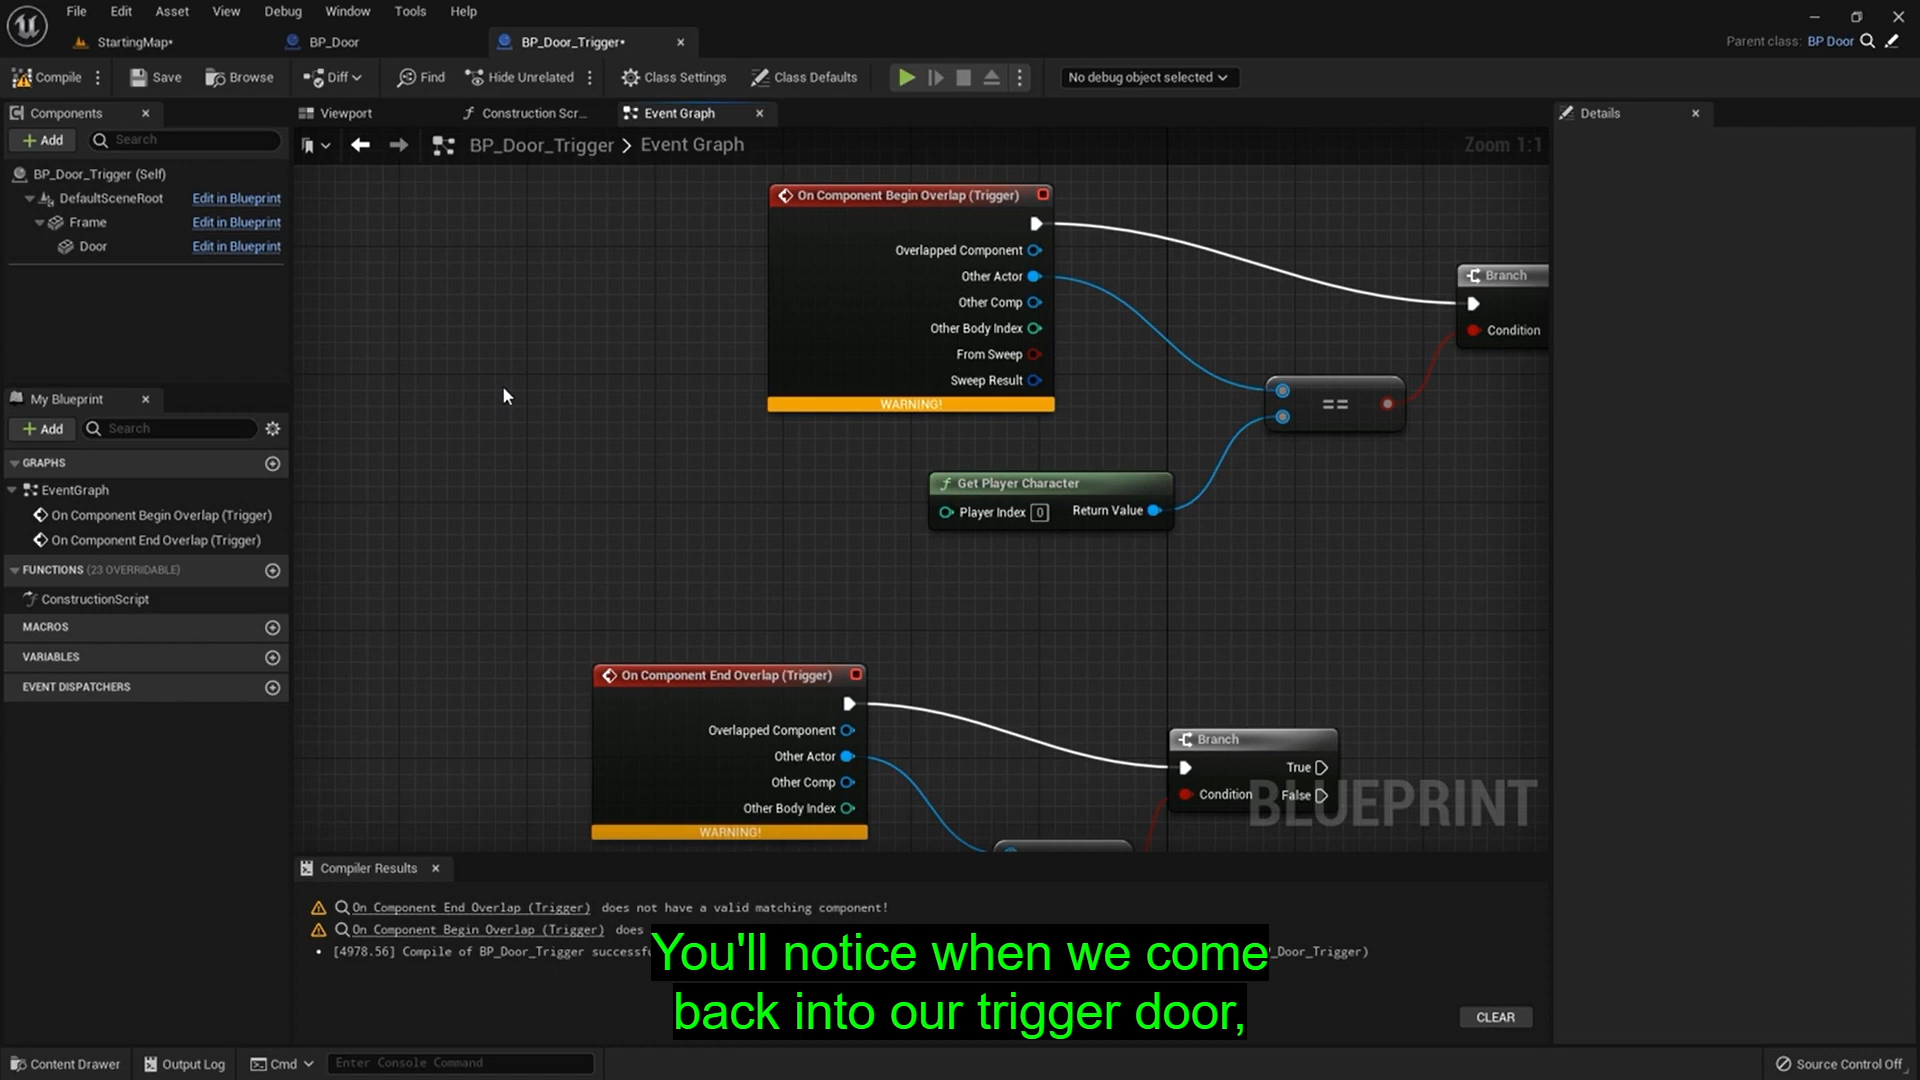 File Edit Asset View Debug Window Tools Help
StartingMap* BP_Door BP_Door_Trigger*
Parent class: BP Door
Compile Save Browse Diff Find Hide Unrelated Class Settings Class Defaults No debug object selected
Components
Add Search
BP_Door_Trigger (Self)
DefaultSceneRoot Edit in Blueprint
Frame Edit in Blueprint
Door Edit in Blueprint
My Blueprint
Add Search
GRAPHS
EventGraph
On Component Begin Overlap (Trigger)
On Component End Overlap (Trigger)
FUNCTIONS (23 OVERRIDABLE)
ConstructionScript
MACROS
VARIABLES
EVENT DISPATCHERS
Viewport Construction Scr... Event Graph
BP_Door_Trigger > Event Graph Zoom 1:1
On Component Begin Overlap (Trigger)
Overlapped Component
Other Actor
Other Comp
Other Body Index
From Sweep
Sweep Result
WARNING!
Branch
Condition
==
Get Player Character
Player Index 0 Return Value
On Component End Overlap (Trigger)
Overlapped Component
Other Actor
Other Comp
Other Body Index
WARNING!
Branch
True
Condition False
BLUEPRINT
Details
Compiler Results
On Component End Overlap (Trigger) does not have a valid matching component!
On Component Begin Overlap (Trigger) does
[4978.56] Compile of BP_Door_Trigger successf
_Door_Trigger)
You'll notice when we come
back into our trigger door,
CLEAR
Content Drawer Output Log Cmd Enter Console Command Source Control Off